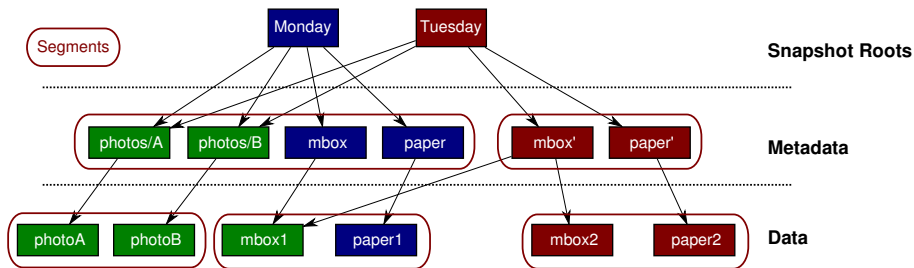 Monday
Tuesday
Segments
Snapshot Roots
photos/A
photos/B
mbox
paper
mbox'
paper'
Metadata
photoA
photoB
mbox1
paper1
mbox2
paper2
Data